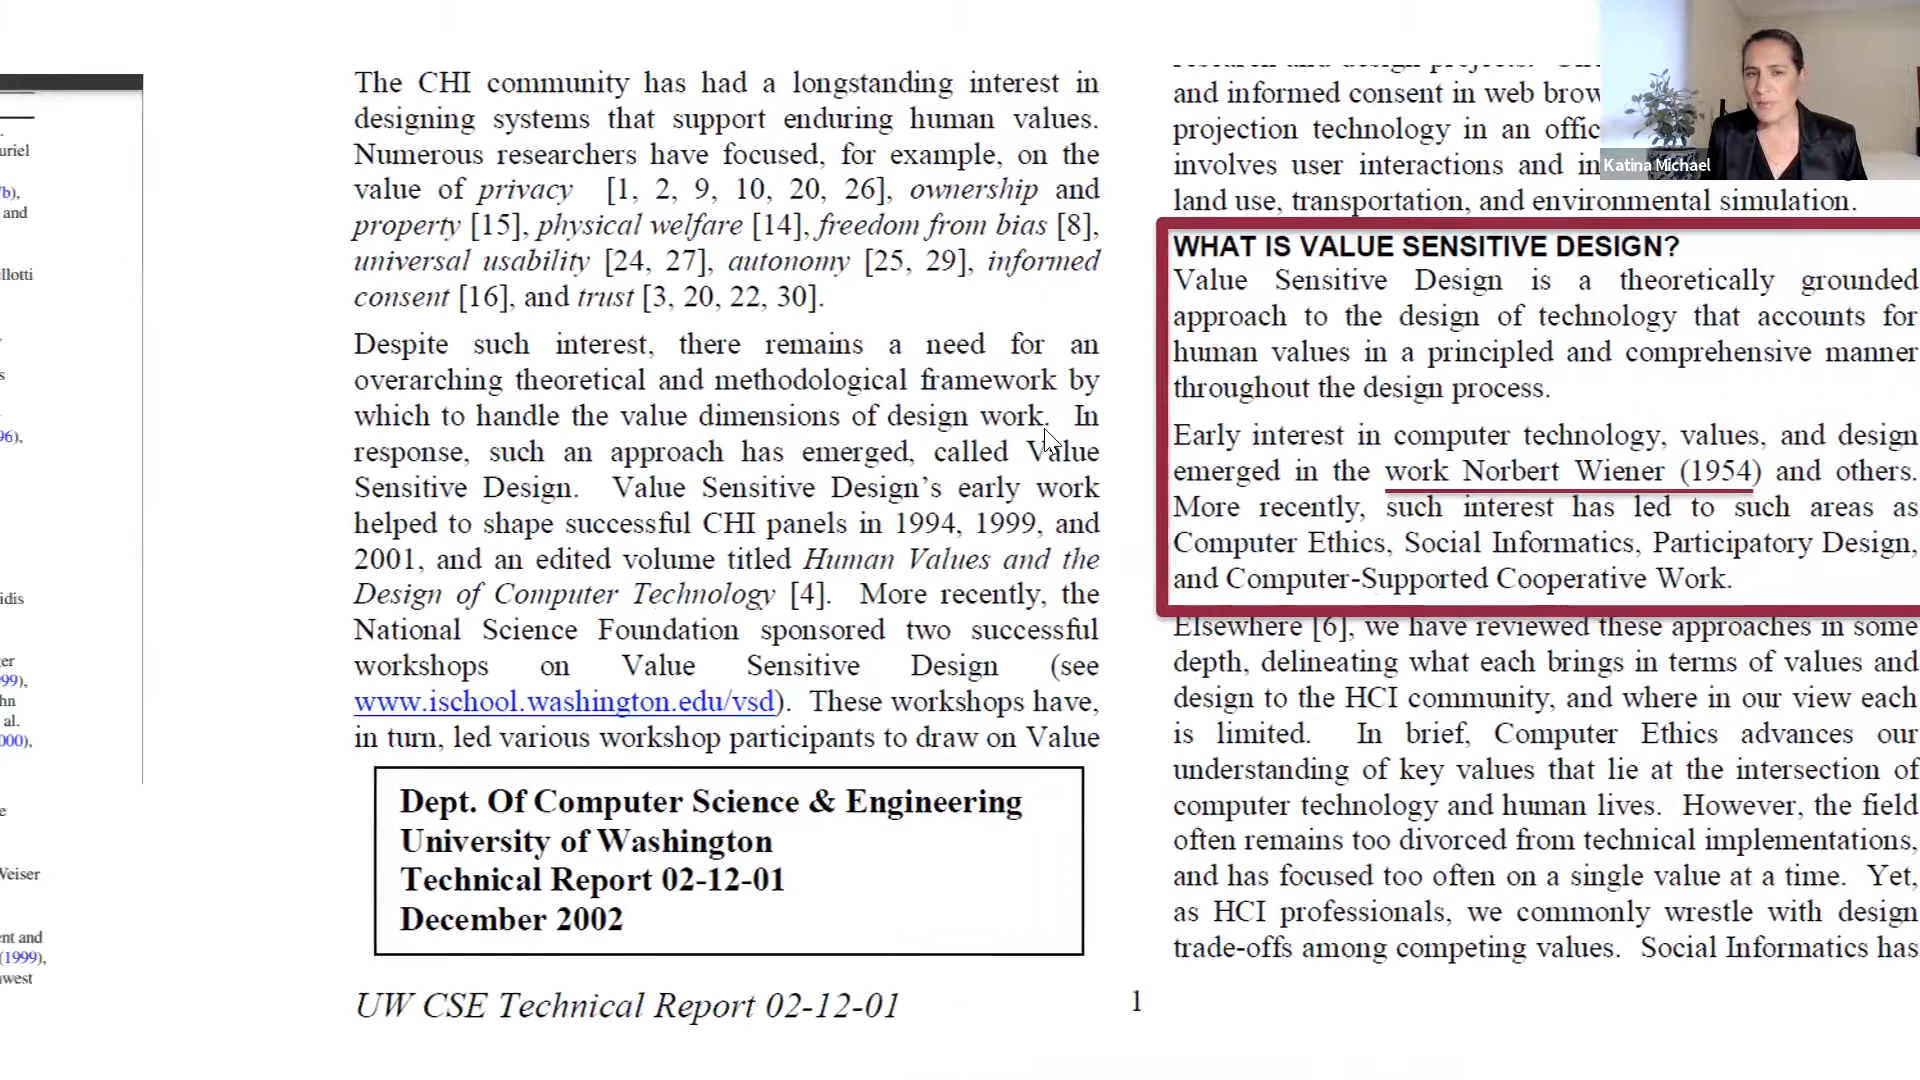 uriel
b),
and
llotti
s
96),
idis
ger
99),
hn
al.
000),
e
Weiser
ent and
(1999),
hwest
The CHI community has had a longstanding interest in
designing systems that support enduring human values.
Numerous researchers have focused, for example, on the
value of privacy [1, 2, 9, 10, 20, 26], ownership and
property [15], physical welfare [14], freedom from bias [8],
universal usability [24, 27], autonomy [25, 29], informed
consent [16], and trust [3, 20, 22, 30].
Despite such interest, there remains a need for an
overarching theoretical and methodological framework by
which to handle the value dimensions of design work. In
response, such an approach has emerged, called Value
Sensitive Design. Value Sensitive Design's early work
helped to shape successful CHI panels in 1994, 1999, and
2001, and an edited volume titled Human Values and the
Design of Computer Technology [4]. More recently, the
National Science Foundation sponsored two successful
workshops on Value Sensitive Design (see
www.ischool.washington.edu/vsd). These workshops have,
in turn, led various workshop participants to draw on Value
Dept. Of Computer Science & Engineering
University of Washington
Technical Report 02-12-01
December 2002
UW CSE Technical Report 02-12-01
1
research and design projects.
and informed consent in web brow
projection technology in an offic
involves user interactions and in
land use, transportation, and environmental simulation.
WHAT IS VALUE SENSITIVE DESIGN?
Value Sensitive Design is a theoretically grounded
approach to the design of technology that accounts for
human values in a principled and comprehensive manner
throughout the design process.
Early interest in computer technology, values, and design
emerged in the work Norbert Wiener (1954) and others.
More recently, such interest has led to such areas as
Computer Ethics, Social Informatics, Participatory Design,
and Computer-Supported Cooperative Work.
Elsewhere [6], we have reviewed these approaches in some
depth, delineating what each brings in terms of values and
design to the HCI community, and where in our view each
is limited. In brief, Computer Ethics advances our
understanding of key values that lie at the intersection of
computer technology and human lives. However, the field
often remains too divorced from technical implementations,
and has focused too often on a single value at a time. Yet,
as HCI professionals, we commonly wrestle with design
trade-offs among competing values. Social Informatics has
Katina Michael